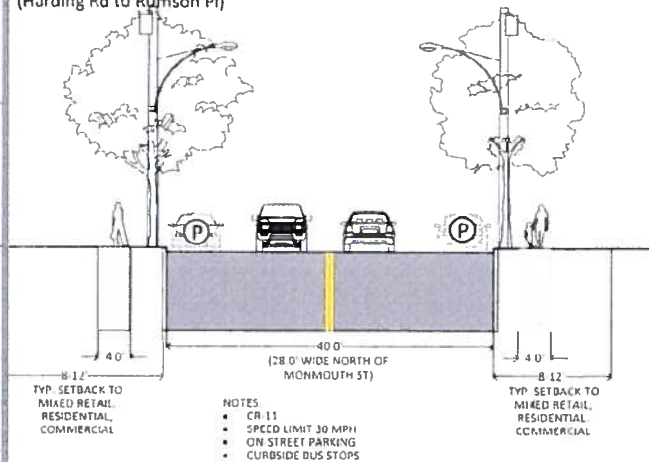 (Harding Rd to Rumson Pl)
P
P
40.0'
(28.0' WIDE NORTH OF
MONMOUTH ST)
4.0'
8-12'
TYP. SETBACK TO
MIXED RETAIL,
RESIDENTIAL,
COMMERCIAL
4.0'
8-12'
TYP. SETBACK TO
MIXED RETAIL,
RESIDENTIAL,
COMMERCIAL
NOTES
• CR-11
• SPEED LIMIT 30 MPH
• ON STREET PARKING
• CURBSIDE BUS STOPS